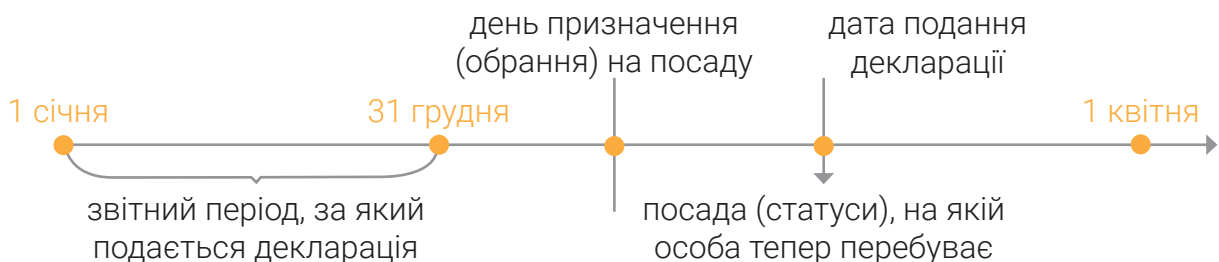 день призначення
(обрання) на посаду
дата подання
декларації
1 січня
31 грудня
1 квітня
звітний період, за який
подається декларація
посада (статуси), на якій
особа тепер перебуває